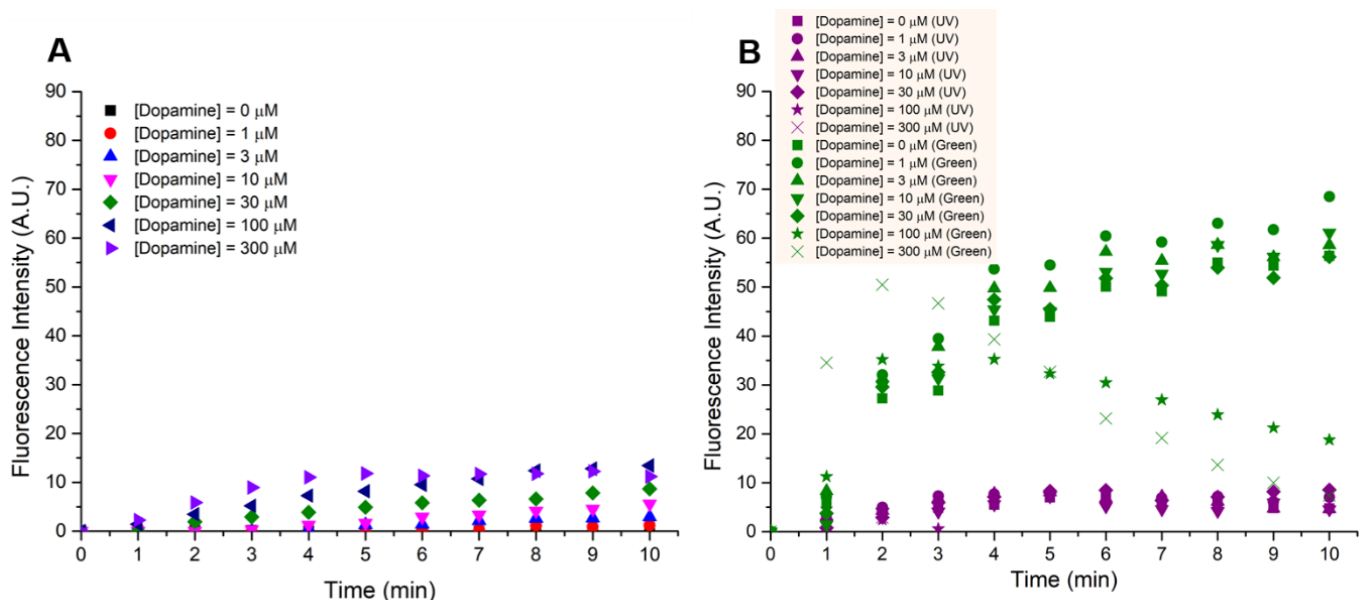 A
Fluorescence Intensity (A.U.)
90
80
70
60
50
40
30
20
10
0
[Dopamine] = 0 μM
[Dopamine] = 1 μM
[Dopamine] = 3 μM
[Dopamine] = 10 μM
[Dopamine] = 30 μM
[Dopamine] = 100 μM
[Dopamine] = 300 μM
0 1 2 3 4 5 6 7 8 9 10
Time (min)
B
[Dopamine] = 0 μM (UV)
[Dopamine] = 1 μM (UV)
[Dopamine] = 3 μM (UV)
[Dopamine] = 10 μM (UV)
[Dopamine] = 30 μM (UV)
[Dopamine] = 100 μM (UV)
[Dopamine] = 300 μM (UV)
[Dopamine] = 0 μM (Green)
[Dopamine] = 1 μM (Green)
[Dopamine] = 3 μM (Green)
[Dopamine] = 10 μM (Green)
[Dopamine] = 30 μM (Green)
[Dopamine] = 100 μM (Green)
[Dopamine] = 300 μM (Green)
Fluorescence Intensity (A.U.)
90
80
70
60
50
40
30
20
10
0
0 1 2 3 4 5 6 7 8 9 10
Time (min)